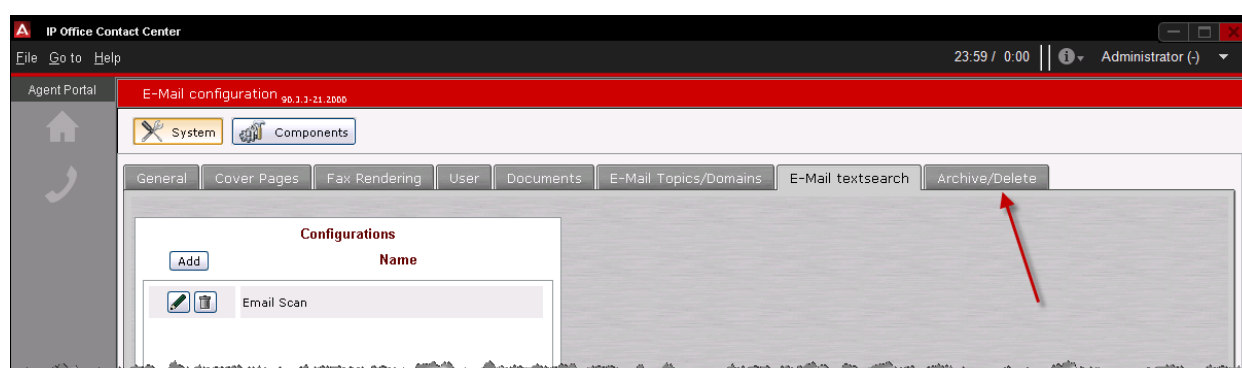 IP Office Contact Center
File Go to Help 23:59 / 0:00 Administrator (-)
Agent Portal
E-Mail configuration 90.3.3-21.2000
System Components
General Cover Pages Fax Rendering User Documents E-Mail Topics/Domains E-Mail textsearch Archive/Delete
Configurations
Add Name
Email Scan